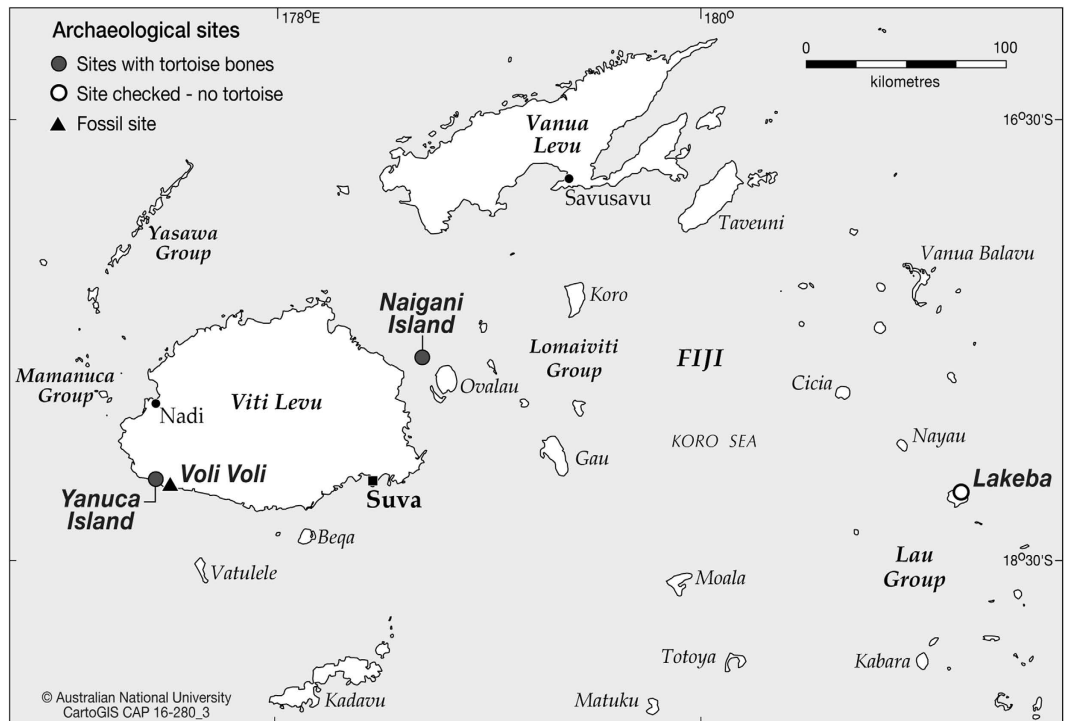 178°E
180°
Archaeological sites
Sites with tortoise bones
Site checked - no tortoise
Fossil site
0
100
kilometres
16°30'S
Vanua
Levu
Savusavu
Taveuni
Yasawa
Group
Vanua Balavu
Naigani
Island
Koro
Lomaiviti
Group
FIJI
Mamanuca
Group
Viti Levu
Ovalau
Cicia
Nadi
KORO SEA
Nayau
Gau
Voli Voli
Yanuca
Island
Suva
Lakeba
Beqa
Vatulele
Lau
Group
18°30'S
Moala
Totoya
Kabara
Kadavu
Matuku
© Australian National University
CartoGIS CAP 16-280_3